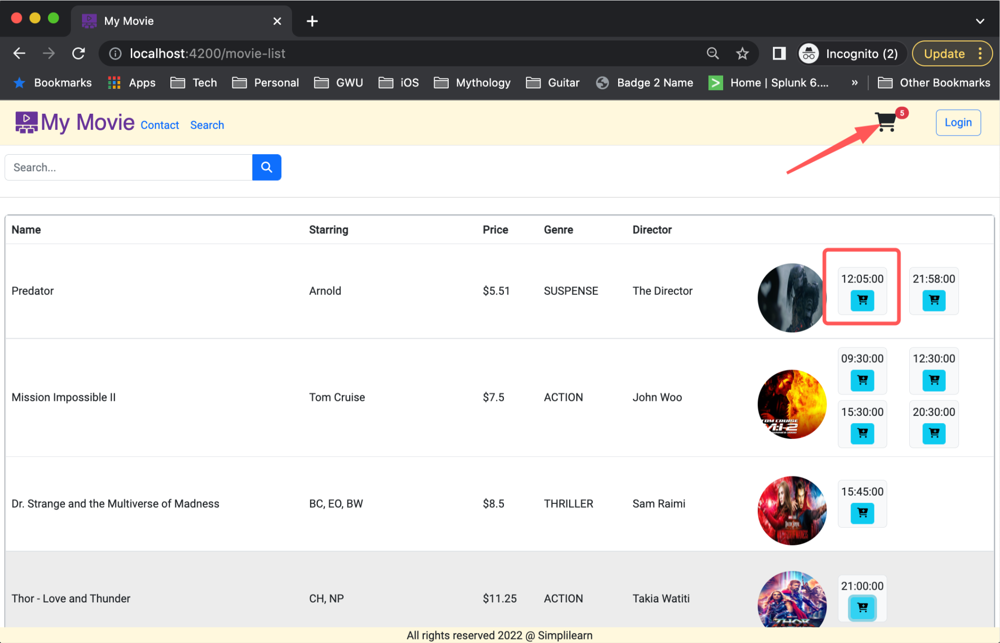 My Movie
localhost:4200/movie-list
Incognito (2)
Update
Bookmarks
Apps
Tech
Personal
GWU
iOS
Mythology
Guitar
Badge 2 Name
Home | Splunk 6....
»
Other Bookmarks
My Movie
Contact
Search
5
Login
Search...
Name Starring Price Genre Director
Predator Arnold $5.51 SUSPENSE The Director
12:05:00 21:58:00
Mission Impossible II Tom Cruise $7.5 ACTION John Woo
TOM CRUISE
M:I-2
09:30:00 12:30:00
15:30:00 20:30:00
Dr. Strange and the Multiverse of Madness BC, EO, BW $8.5 THRILLER Sam Raimi
15:45:00
Thor - Love and Thunder CH, NP $11.25 ACTION Takia Watiti
THOR
21:00:00
All rights reserved 2022 @ Simplilearn